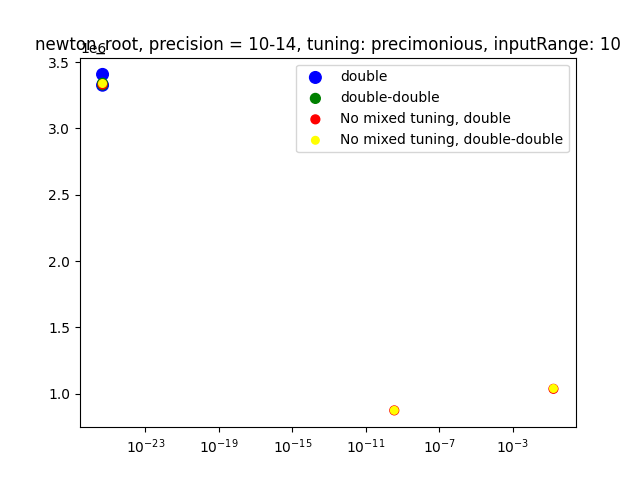 newton_root, precision = 10-14, tuning: precimonious, inputRange: 10
1e6
3.5
3.0
2.5
2.0
1.5
1.0
double
double-double
No mixed tuning, double
No mixed tuning, double-double
10⁻²³ 10⁻¹⁹ 10⁻¹⁵ 10⁻¹¹ 10⁻⁷ 10⁻³